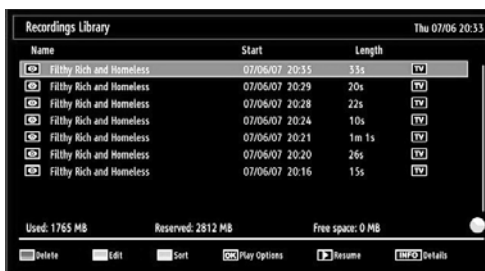 Recordings Library Thu 07/06 20:33
Name Start Length
Filthy Rich and Homeless 07/06/07 20:35 33s TV
Filthy Rich and Homeless 07/06/07 20:29 20s TV
Filthy Rich and Homeless 07/06/07 20:28 22s TV
Filthy Rich and Homeless 07/06/07 20:24 10s TV
Filthy Rich and Homeless 07/06/07 20:21 1m 1s TV
Filthy Rich and Homeless 07/06/07 20:20 26s TV
Filthy Rich and Homeless 07/06/07 20:16 15s TV
Used: 1765 MB Reserved: 2812 MB Free space: 0 MB
Delete Edit Sort OK Play Options Resume INFO Details